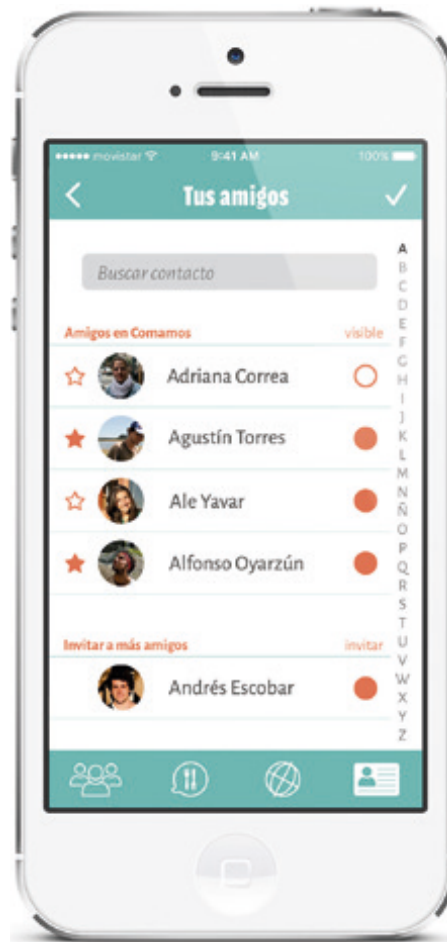 movistar 9:41 AM 100%
Tus amigos
Buscar contacto
Amigos en Comamos visible
Adriana Correa
Agustín Torres
Ale Yavar
Alfonso Oyarzún
Invitar a más amigos invitar
Andrés Escobar
A
B
C
D
E
F
G
H
I
J
K
L
M
N
Ñ
O
P
Q
R
S
T
U
V
W
X
Y
Z